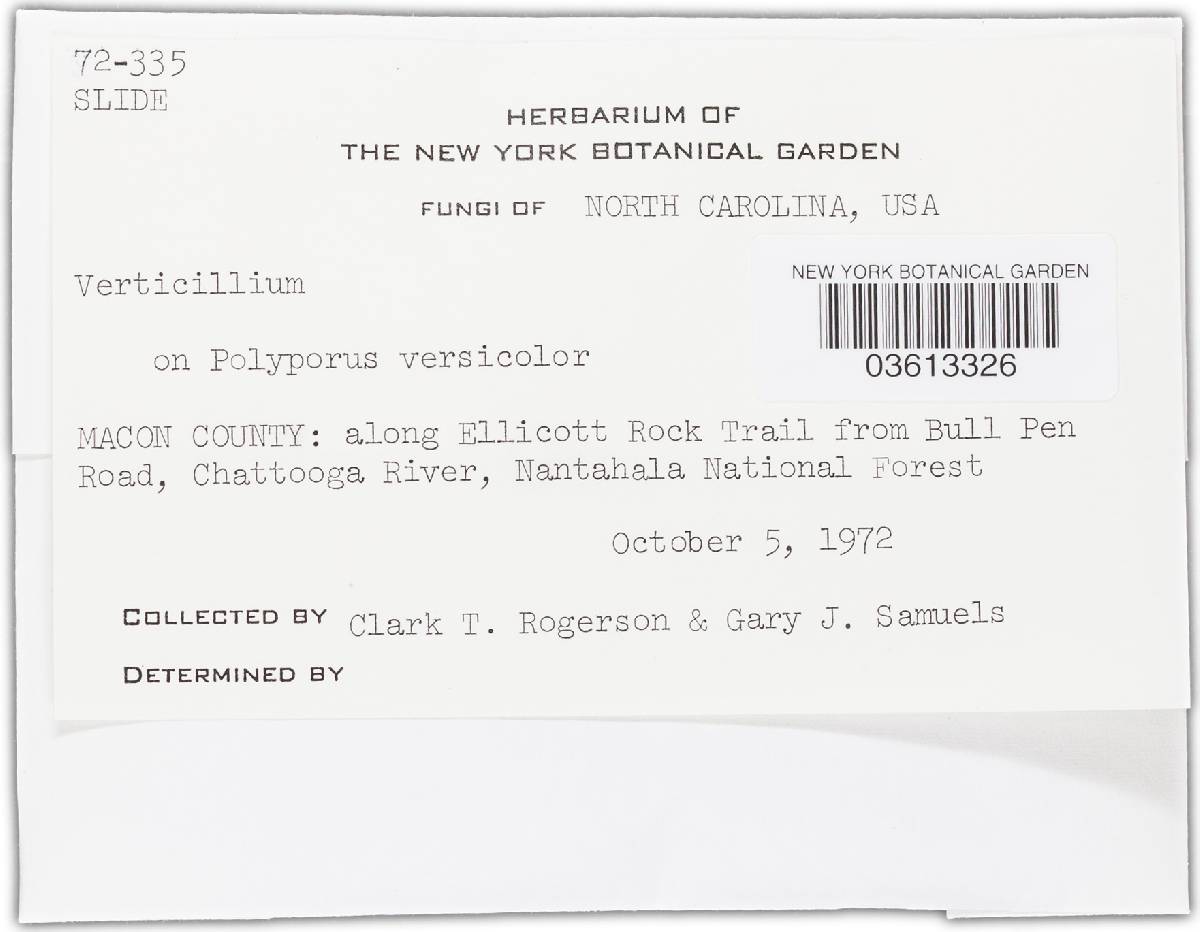 72-335
SLIDE
HERBARIUM OF
THE NEW YORK BOTANICAL GARDEN
FUNGI OF NORTH CAROLINA, USA
Verticillium
NEW YORK BOTANICAL GARDEN
03613326
on Polyporus versicolor
MACON COUNTY: along Ellicott Rock Trail from Bull Pen
Road, Chattooga River, Nantahala National Forest
October 5, 1972
COLLECTED BY Clark T. Rogerson & Gary J. Samuels
DETERMINED BY